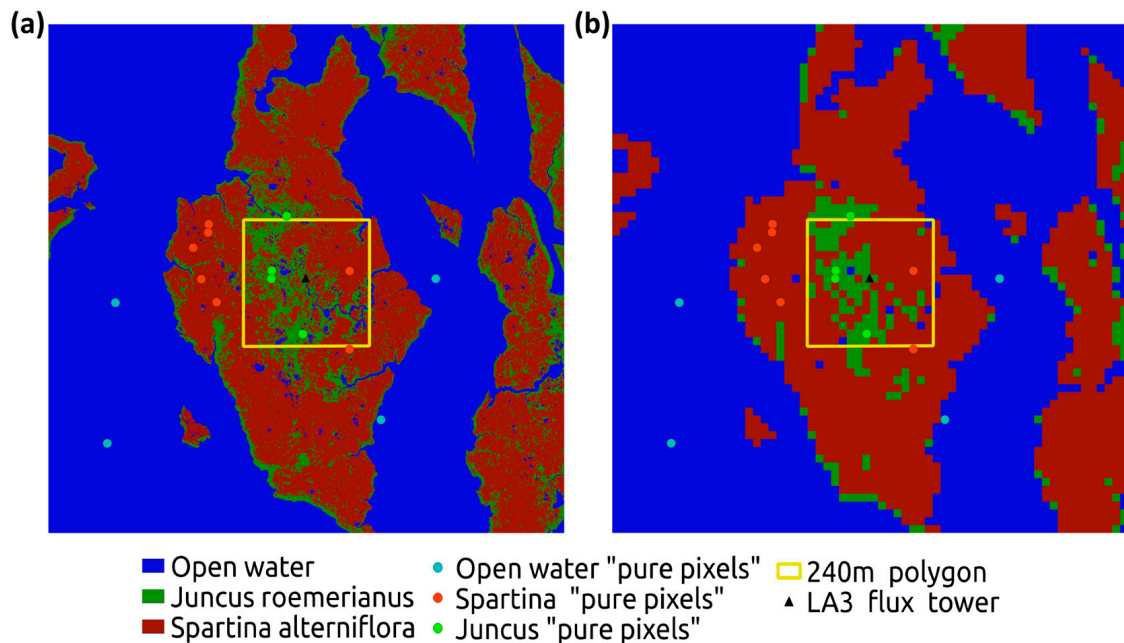 (a)
(b)
Open water
Juncus roemerianus
Spartina alterniflora
Open water "pure pixels"
Spartina "pure pixels"
Juncus "pure pixels"
240m polygon
LA3 flux tower